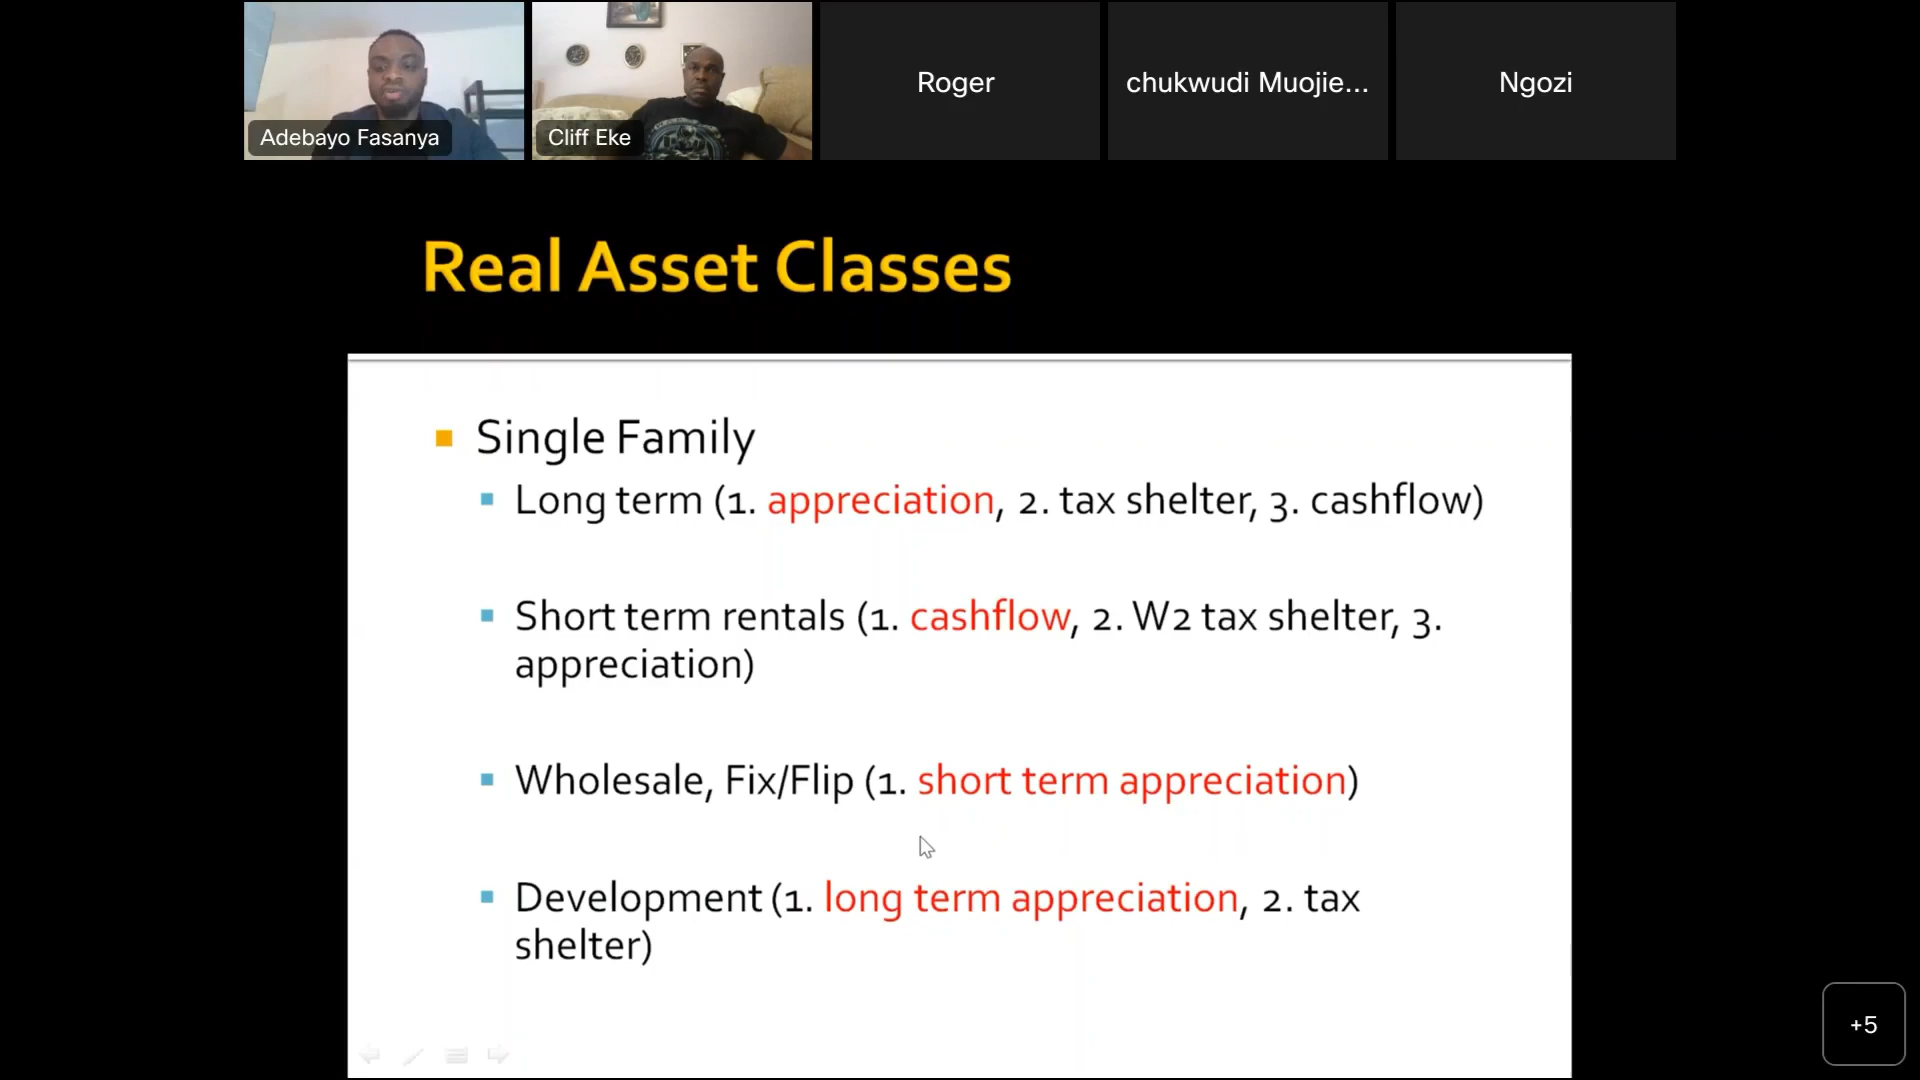 Adebayo Fasanya
Cliff Eke
Roger
chukwudi Muojie...
Ngozi
Real Asset Classes
Single Family
Long term (1. appreciation, 2. tax shelter, 3. cashflow)
Short term rentals (1. cashflow, 2. W2 tax shelter, 3.
appreciation)
Wholesale, Fix/Flip (1. short term appreciation)
Development (1. long term appreciation, 2. tax
shelter)
+5